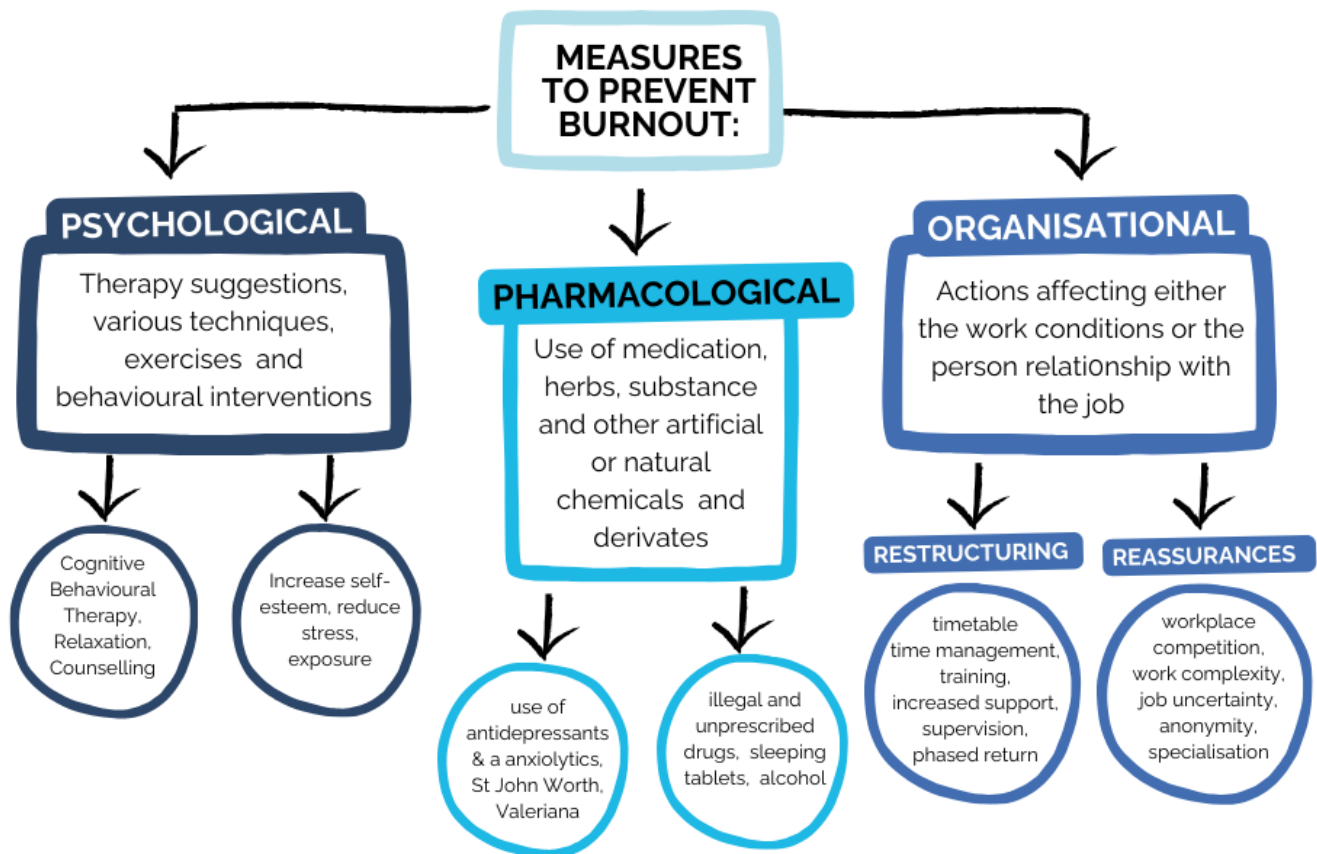 MEASURES
TO PREVENT
BURNOUT:
PSYCHOLOGICAL
Therapy suggestions,
various techniques,
exercises and
behavioural interventions
Cognitive
Behavioural
Therapy,
Relaxation,
Counselling
Increase self-
esteem, reduce
stress,
exposure
PHARMACOLOGICAL
Use of medication,
herbs, substance
and other artificial
or natural
chemicals and
derivates
use of
antidepressants
& a anxiolytics,
St John Worth,
Valeriana
illegal and
unprescribed
drugs, sleeping
tablets, alcohol
ORGANISATIONAL
Actions affecting either
the work conditions or the
person relati0nship with
the job
RESTRUCTURING
timetable
time management,
training,
increased support,
supervision,
phased return
REASSURANCES
workplace
competition,
work complexity,
job uncertainty,
anonymity,
specialisation